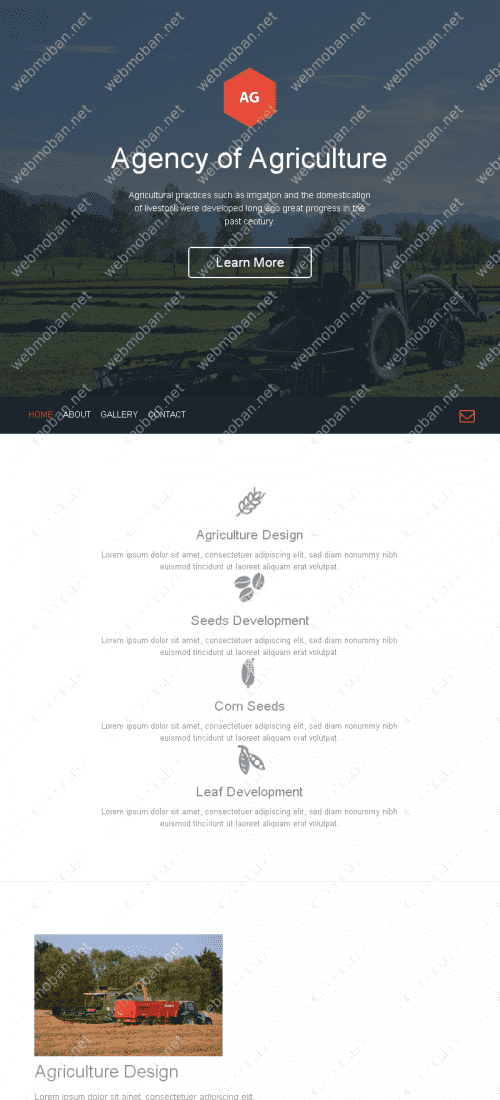 AG
Agency of Agriculture
Agricultural practices such as irrigation and the domestication
of livestock were developed long ago great progress in the
past century.
Learn More
HOME
ABOUT
GALLERY
CONTACT
Agriculture Design
Lorem ipsum dolor sit amet, consectetuer adipiscing elit, sed diam nonummy nibh
euismod tincidunt ut laoreet aliquam erat volutpat.
Seeds Development
Lorem ipsum dolor sit amet, consectetuer adipiscing elit, sed diam nonummy nibh
euismod tincidunt ut laoreet aliquam erat volutpat.
Corn Seeds
Lorem ipsum dolor sit amet, consectetuer adipiscing elit, sed diam nonummy nibh
euismod tincidunt ut laoreet aliquam erat volutpat.
Leaf Development
Lorem ipsum dolor sit amet, consectetuer adipiscing elit, sed diam nonummy nibh
euismod tincidunt ut laoreet aliquam erat volutpat.
Agriculture Design
Lorem ipsum dolor sit amet, consectetuer adipiscing elit,
webmoban.net